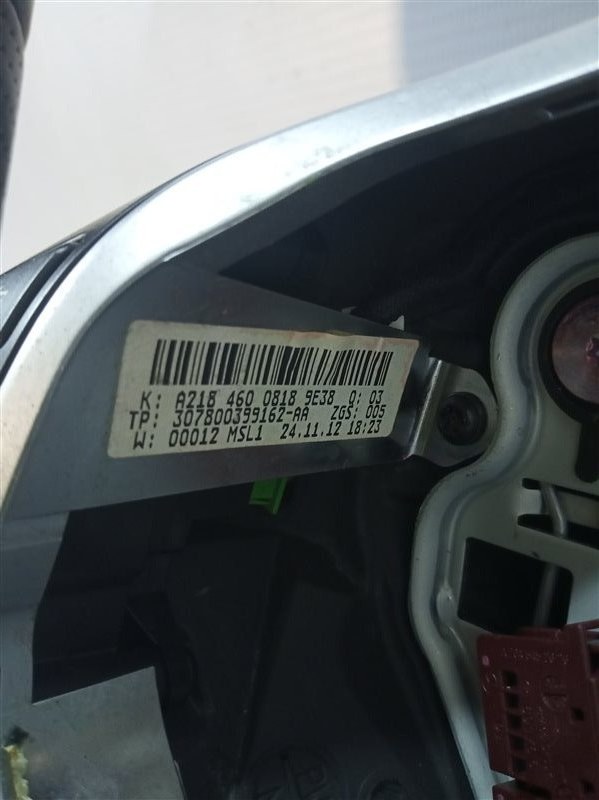 K: A218 460 0818 9E38 Q: 03
TP: 307800399162-AA ZGS: 005
W: 00012 MSL1 24.11.12 18:23